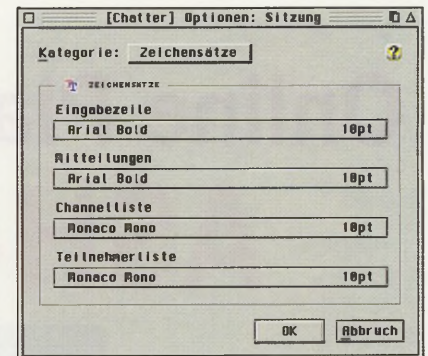 [Chatter] Optionen: Sitzung
Kategorie: Zeichensätze
ZEICHENSÄTZE
Eingabezeile
Arial Bold 10pt
Mitteilungen
Arial Bold 10pt
Channelliste
Monaco Mono 10pt
Teilnehmerliste
Monaco Mono 10pt
OK Abbruch